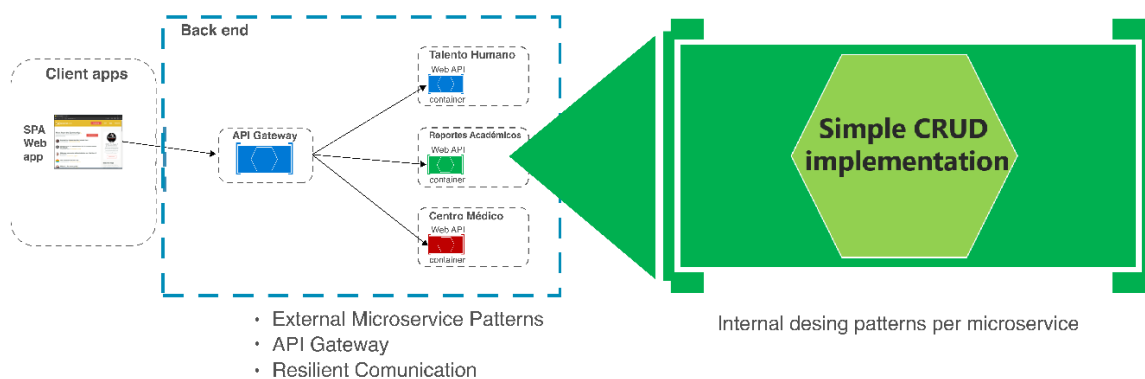 Back end
Client apps
SPA
Web
app
API Gateway
Talento Humano
Web API
container
Reportes Académicos
Web API
container
Centro Médico
Web API
container
Simple CRUD
implementation
• External Microservice Patterns
• API Gateway
• Resilient Comunication
Internal desing patterns per microservice